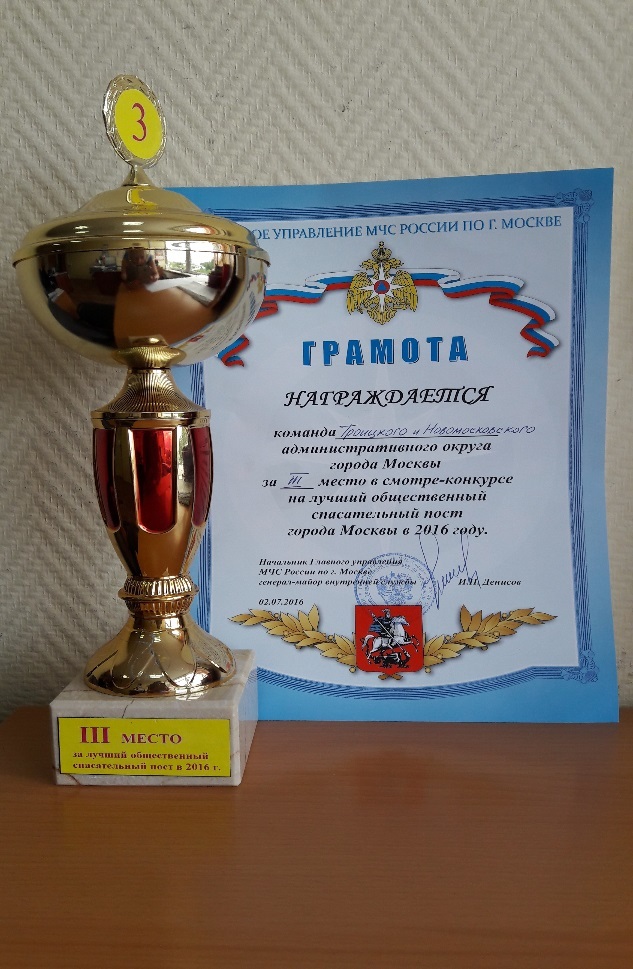 3
ОЕ УПРАВЛЕНИЕ МЧС РОССИИ ПО Г. МОСКВЕ
ГРАМОТА
НАГРАЖДАЕТСЯ
команда Троицкого и Новомосковского
административного округа
города Москвы
за III место в смотре-конкурсе
на лучший общественный
спасательный пост
города Москвы в 2016 году.
Начальник Главного управления
МЧС России по г. Москве
генерал-майор внутренней службы И.П. Денисов
02.07.2016
III МЕСТО
за лучший общественный
спасательный пост в 2016 г.